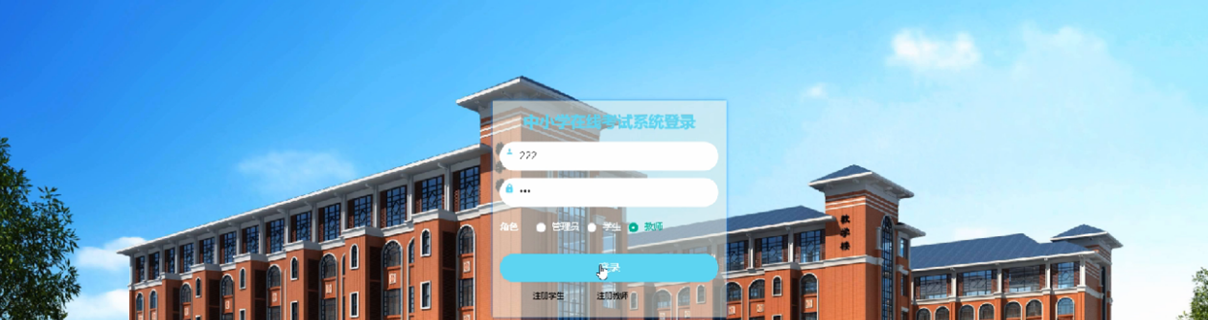 中小学在线考试系统登录
???
•••
角色 管理员 学生 教师
登录
注册学生 注册教师
教学楼